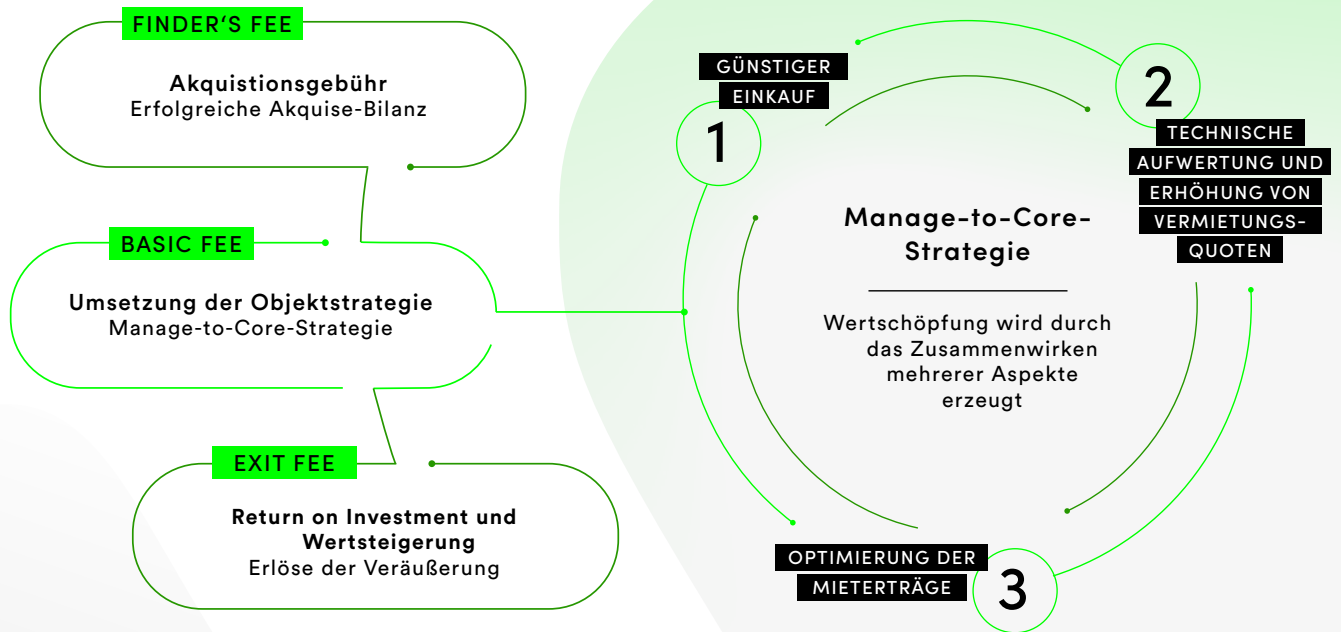 FINDER'S FEE
Akquistionsgebühr
Erfolgreiche Akquise-Bilanz
BASIC FEE
Umsetzung der Objektstrategie
Manage-to-Core-Strategie
EXIT FEE
Return on Investment und
Wertsteigerung
Erlöse der Veräußerung
GÜNSTIGER
EINKAUF
1
2
TECHNISCHE
AUFWERTUNG UND
ERHÖHUNG VON
VERMIETUNGS-
QUOTEN
Manage-to-Core-
Strategie
Wertschöpfung wird durch
das Zusammenwirken
mehrerer Aspekte
erzeugt
OPTIMIERUNG DER
MIETERTRÄGE
3